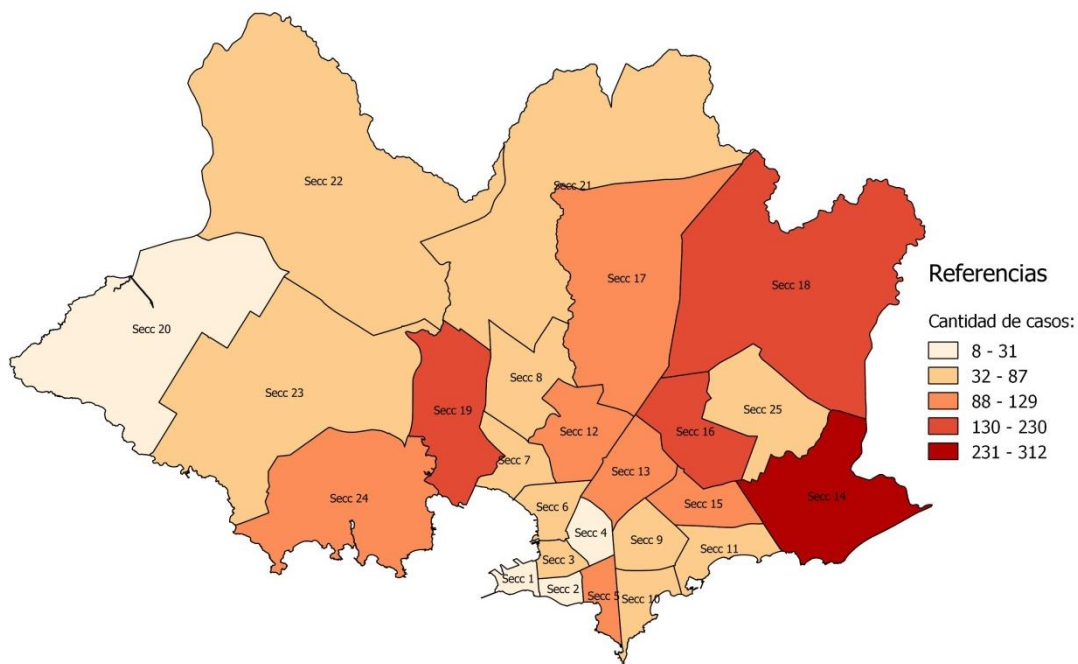 Secc 22
Secc 21
Secc 17
Secc 18
Secc 20
Secc 8
Secc 23
Secc 19
Secc 25
Secc 12
Secc 16
Secc 7
Secc 13
Secc 24
Secc 14
Secc 15
Secc 6
Secc 4
Secc 9
Secc 11
Secc 3
Secc 1
Secc 2
Secc 5
Secc 10
Referencias
Cantidad de casos:
8 - 31
32 - 87
88 - 129
130 - 230
231 - 312